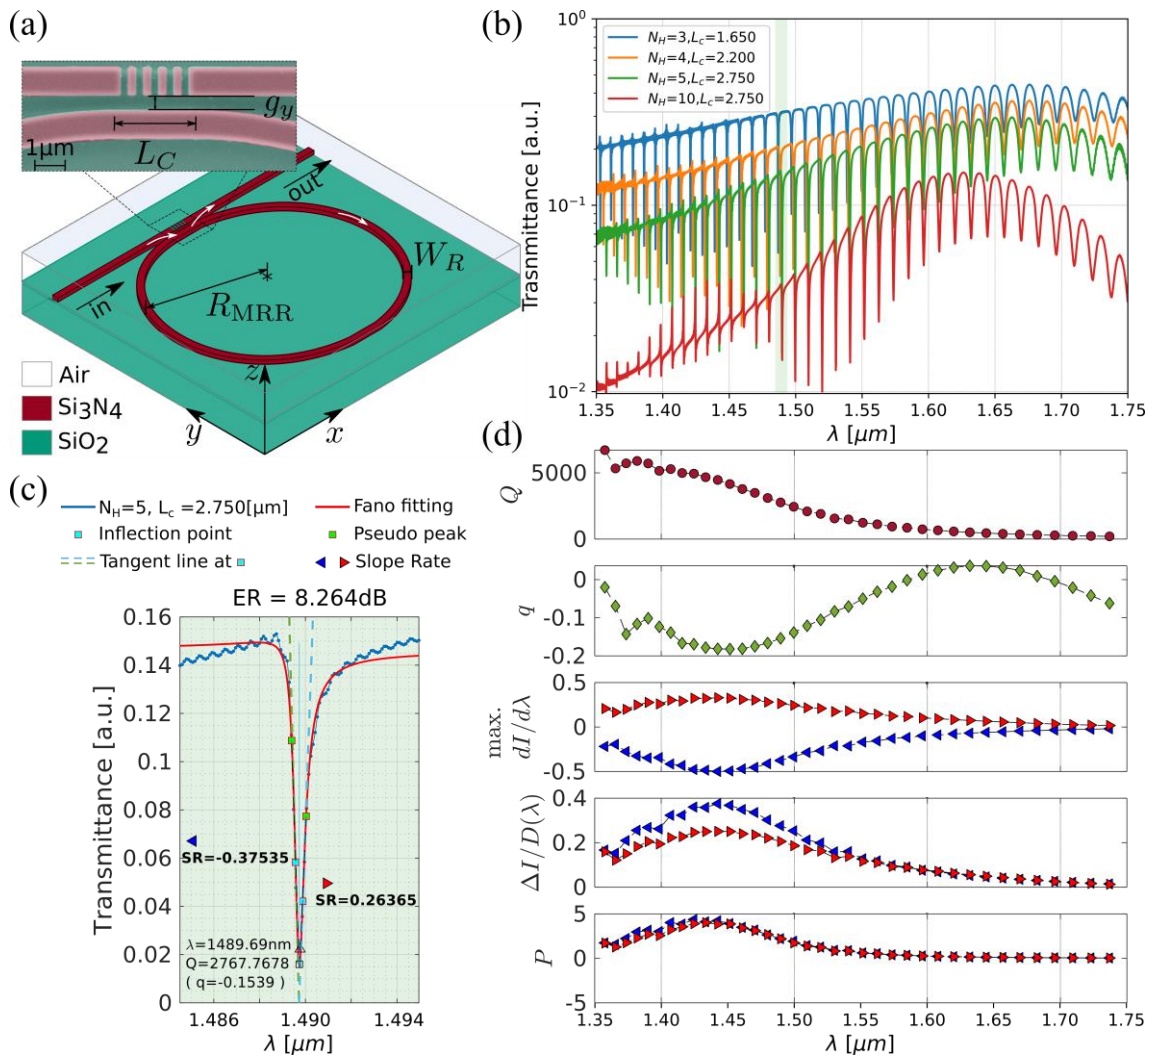 (a)
g_y
L_C
1μm
out
in
W_R
R_MRR
*
z
y
x
Air
Si3N4
SiO2
(b)
10^0
10^-1
10^-2
Trasnmittance [a.u.]
N_H=3,L_c=1.650
N_H=4,L_c=2.200
N_H=5,L_c=2.750
N_H=10,L_c=2.750
1.35 1.40 1.45 1.50 1.55 1.60 1.65 1.70 1.75
λ [μm]
(c)
N_H=5, L_c =2.750[μm]
Fano fitting
Inflection point
Pseudo peak
Tangent line at
Slope Rate
ER = 8.264dB
Transmittance [a.u.]
0.16
0.14
0.12
0.10
0.08
0.06
0.04
0.02
0
SR=-0.37535
SR=0.26365
λ=1489.69nm
Q=2767.7678
( q=-0.1539 )
1.486 1.490 1.494
λ [μm]
(d)
Q
5000
0
q
0
-0.1
-0.2
max.
dI/dλ
0.5
0
-0.5
ΔI/D(λ)
0.4
0.2
0
P
5
0
-5
1.35 1.40 1.45 1.50 1.55 1.60 1.65 1.70 1.75
λ [μm]